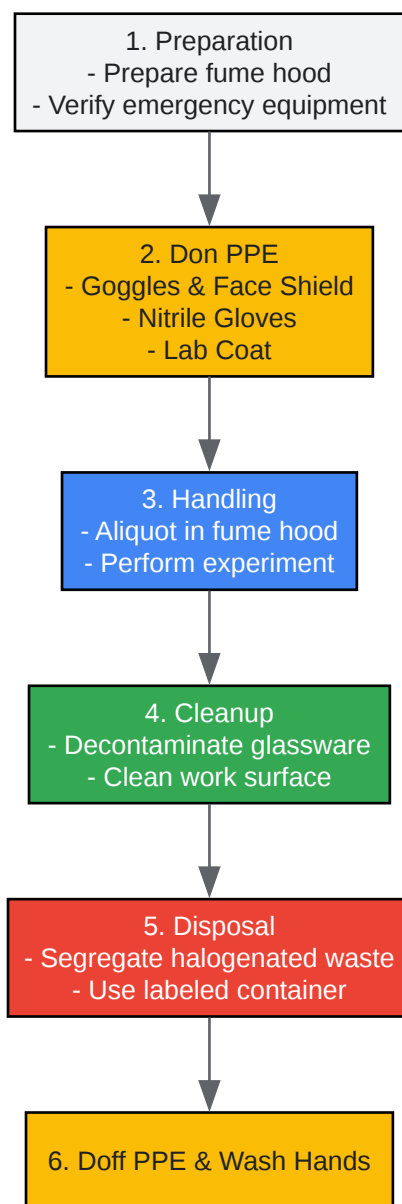 1. Preparation
- Prepare fume hood
- Verify emergency equipment
2. Don PPE
- Goggles & Face Shield
- Nitrile Gloves
- Lab Coat
3. Handling
- Aliquot in fume hood
- Perform experiment
4. Cleanup
- Decontaminate glassware
- Clean work surface
5. Disposal
- Segregate halogenated waste
- Use labeled container
6. Doff PPE & Wash Hands